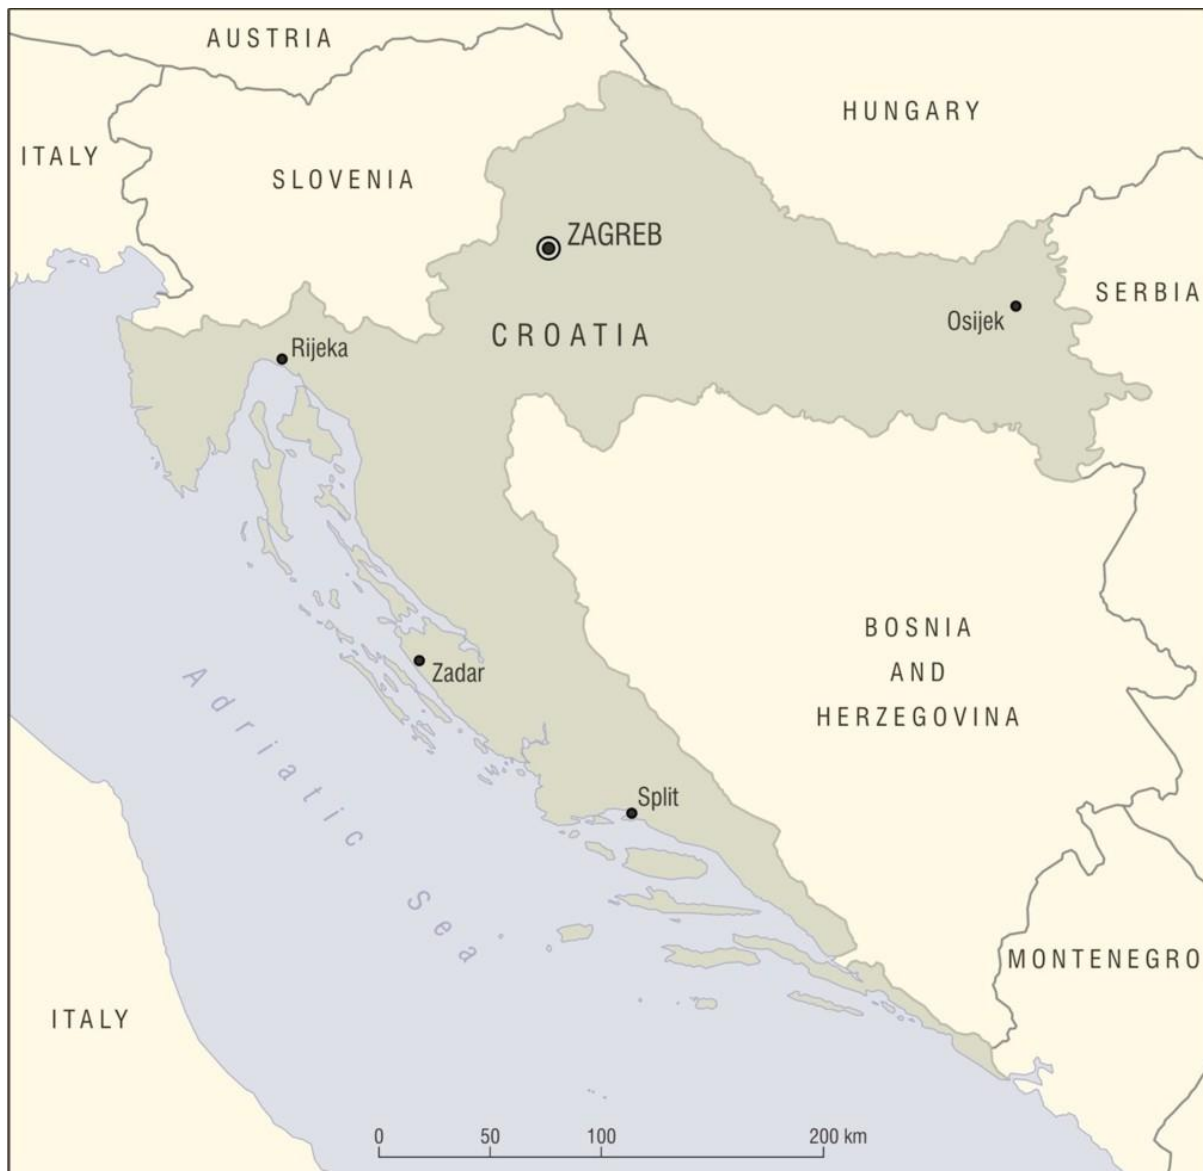 AUSTRIA
HUNGARY
ITALY
SLOVENIA
ZAGREB
SERBIA
Osijek
CROATIA
Rijeka
BOSNIA
AND
HERZEGOVINA
Zadar
Adriatic Sea
Split
MONTENEGRO
ITALY
0 50 100 200 km